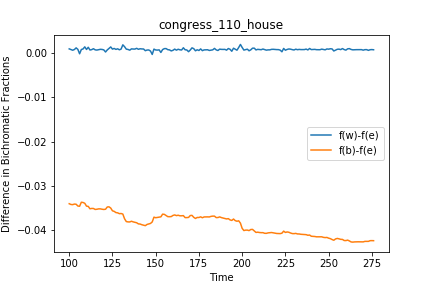 congress_110_house
Difference in Bichromatic Fractions
0.00
−0.01
−0.02
−0.03
−0.04
f(w)-f(e)
f(b)-f(e)
100 125 150 175 200 225 250 275
Time